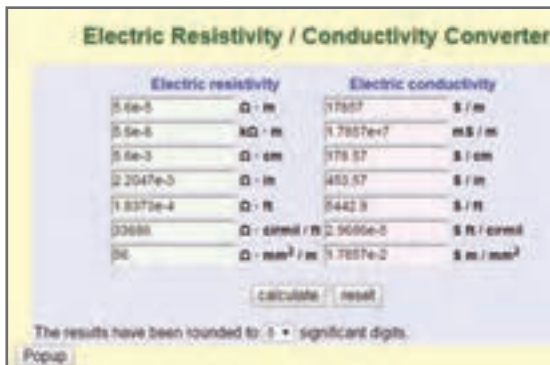 Electric Resistivity / Conductivity Converter
Electric resistivity Electric conductivity
5.6e-5 Ω · m 17857 S / m
5.6e-8 kΩ · m 1.7857e+7 mS / m
5.6e-3 Ω · cm 178.57 S / cm
2.2047e-3 Ω · in 453.57 S / in
1.8373e-4 Ω · ft 5442.9 S / ft
33686 Ω · cirmil / ft 2.9686e-5 S ft / cirmil
56 Ω · mm² / m 1.7857e-2 S m / mm²
calculate reset
The results have been rounded to significant digits.
Popup